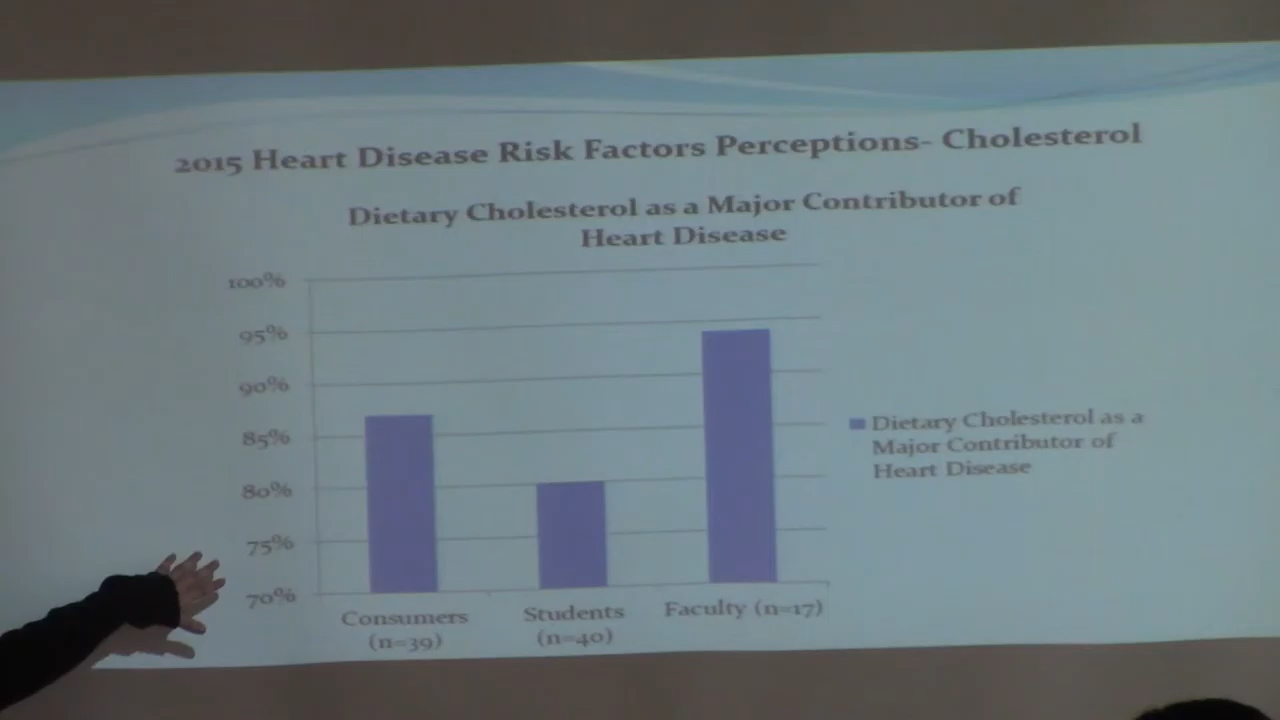 2015 Heart Disease Risk Factors Perceptions- Cholesterol
Dietary Cholesterol as a Major Contributor of
Heart Disease
100%
95%
90%
85%
80%
75%
70%
Consumers
(n=39)
Students
(n=40)
Faculty (n=17)
Dietary Cholesterol as a
Major Contributor of
Heart Disease